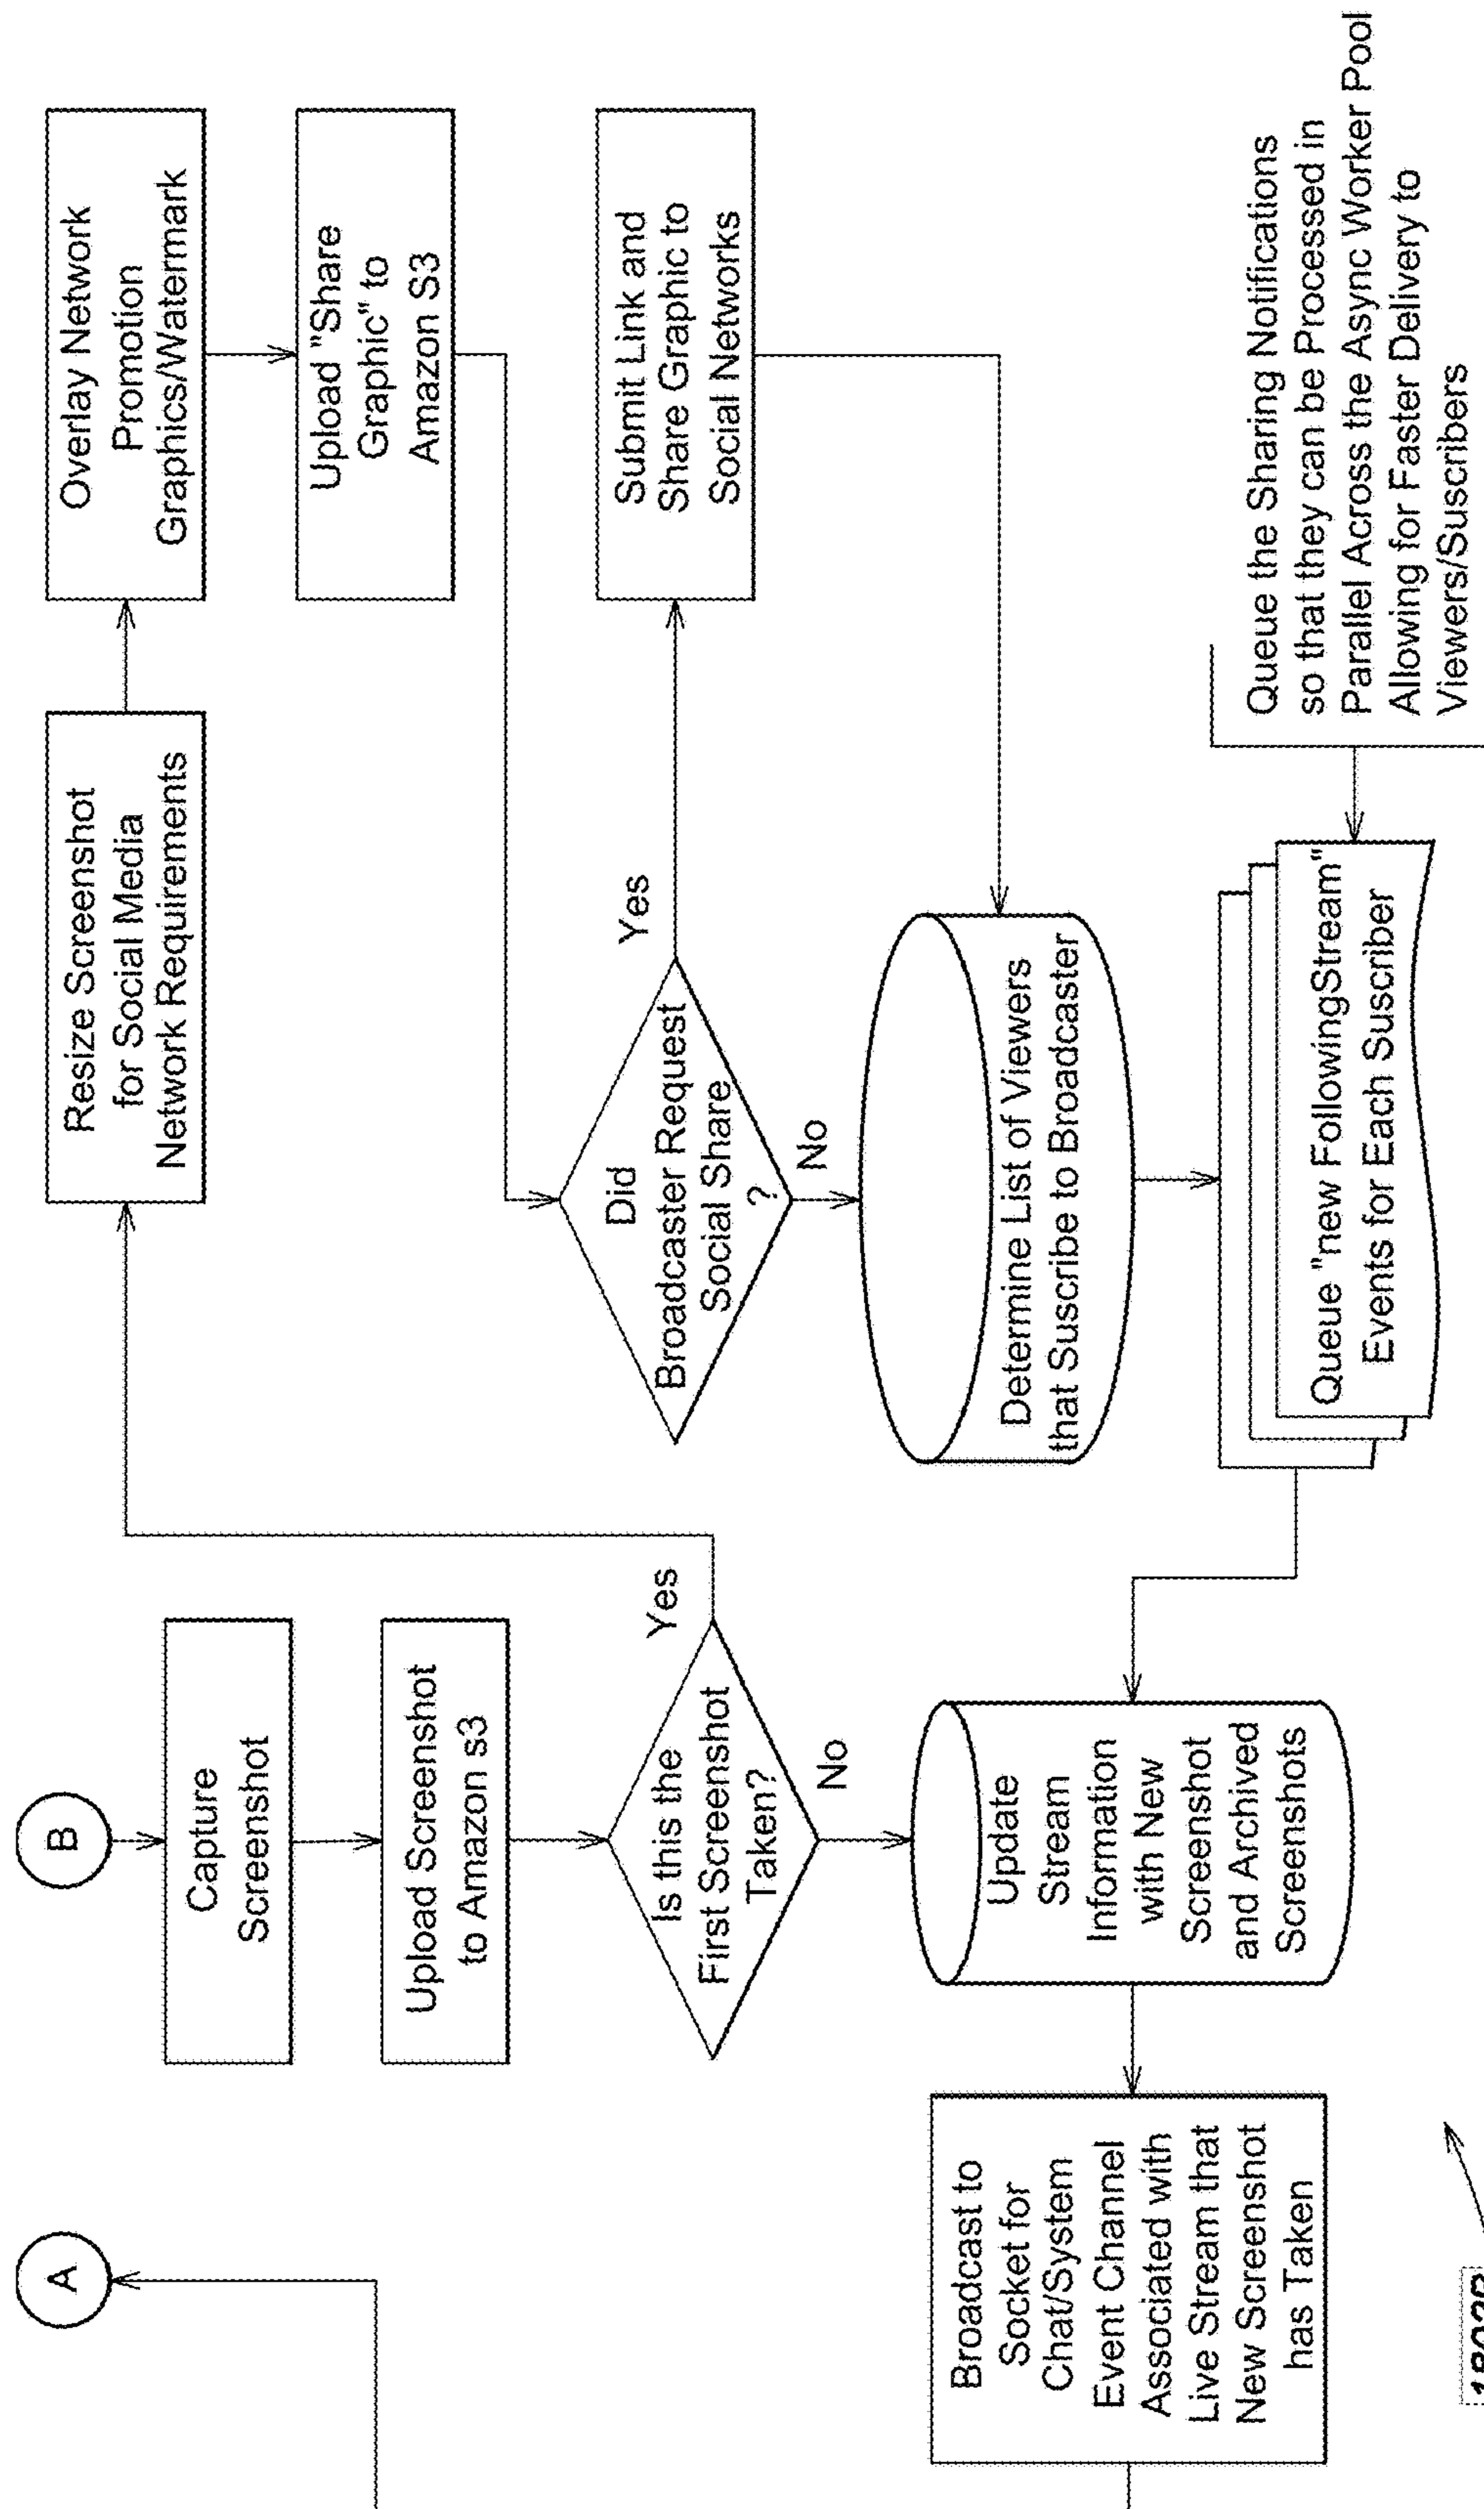 A
B
Capture
Screenshot
Upload Screenshot
to Amazon s3
Is this the
First Screenshot
Taken?
Yes
No
Update
Stream
Information
with New
Screenshot
and Archived
Screenshots
Broadcast to
Socket for
Chat/System
Event Channel
Associated with
Live Stream that
New Screenshot
has Taken
Resize Screenshot
for Social Media
Network Requirements
Overlay Network
Promotion
Graphics/Watermark
Upload "Share
Graphic" to
Amazon S3
Did
Broadcaster Request
Social Share
?
Yes
No
Submit Link and
Share Graphic to
Social Networks
Determine List of Viewers
that Suscribe to Broadcaster
Queue "new FollowingStream"
Events for Each Suscriber
Queue the Sharing Notifications
so that they can be Processed in
Parallel Across the Async Worker Pool
Allowing for Faster Delivery to
Viewers/Suscribers